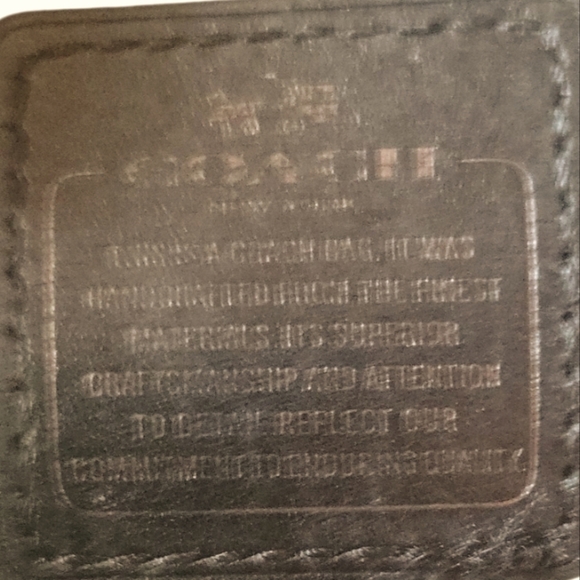 COACH
NEW YORK
THIS IS A COACH BAG. IT WAS
HANDCRAFTED FROM THE FINEST
MATERIALS. ITS SUPERIOR
CRAFTSMANSHIP AND ATTENTION
TO DETAIL REFLECT OUR
COMMITMENT TO ENDURING QUALITY.